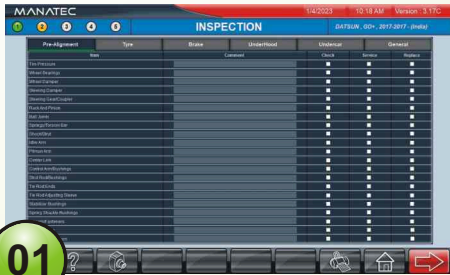 MANATEC
1/4/2023 10.18 AM Version : 3.17C
1 2 3 4 5 INSPECTION DATSUN , GO+ , 2017-2017 - (India)
Pre-Alignment Tyre Brake UnderHood Undercar General
Item Comment Check Service Replace
Tire Pressure
Wheel Bearings
Wheel Damper
Steering Damper
Steering Gear/Coupler
Rack And Pinion
Ball Joints
Springs/Torsion Bar
Shock/Strut
Idler Arm
Pitman Arm
Center Link
Control Arm/Bushings
Strut Rod/Bushings
Tie Rod Ends
Tie Rod Adjusting Sleeve
Stabilizer Bushings
Spring Shackle Bushings
01
?